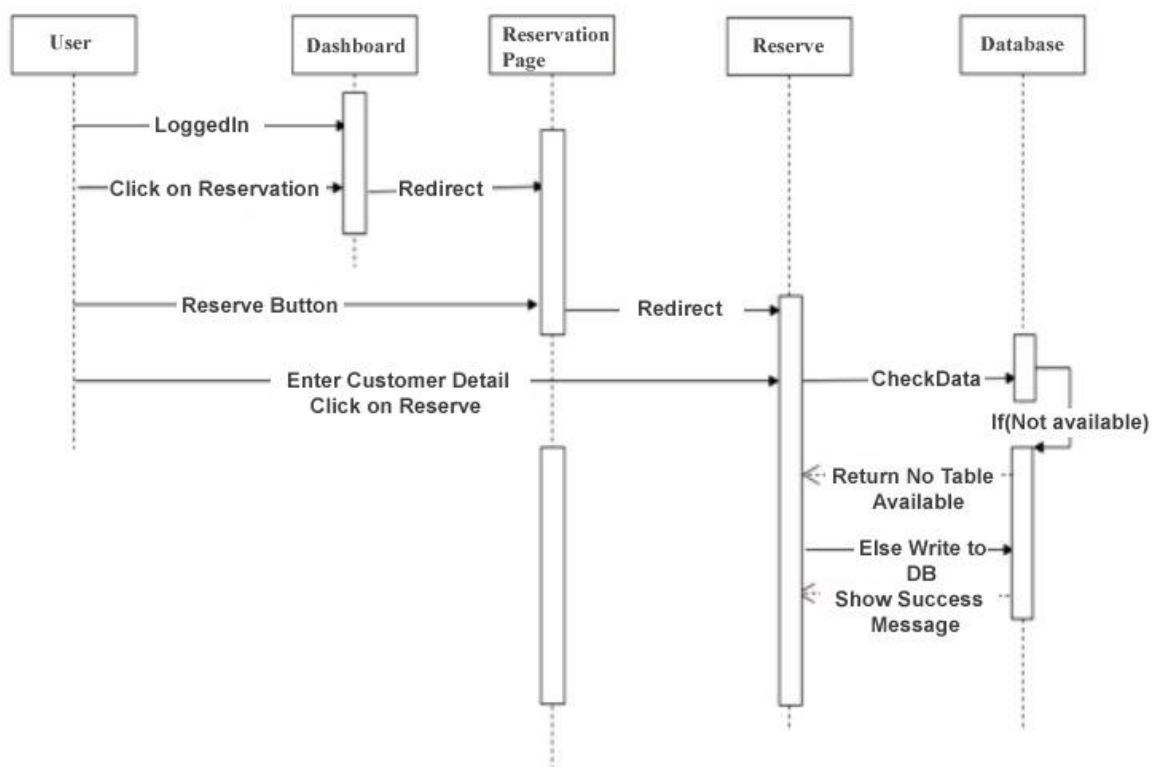 User
Dashboard
Reservation
Page
Reserve
Database
LoggedIn
Click on Reservation
Redirect
Reserve Button
Redirect
Enter Customer Detail
Click on Reserve
CheckData
If(Not available)
Return No Table
Available
Else Write to
DB
Show Success
Message